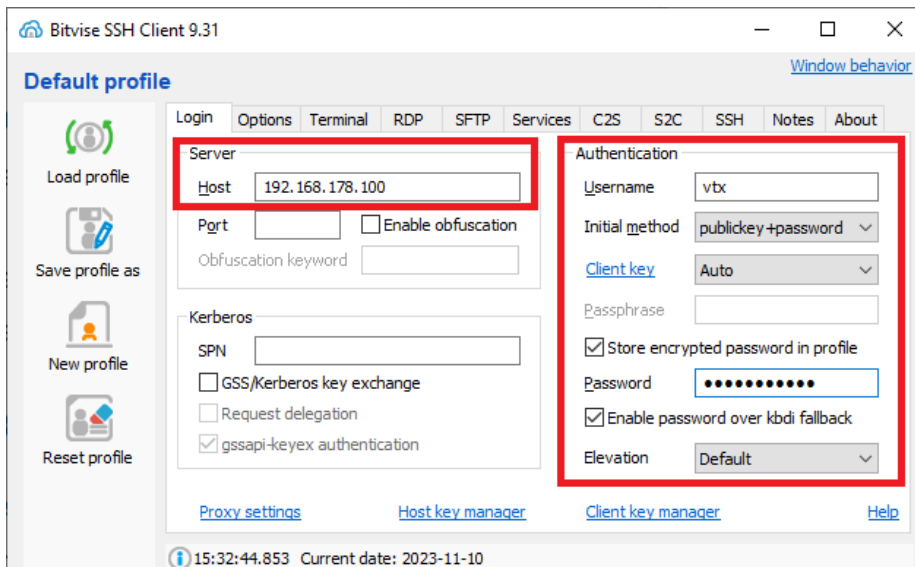 Bitvise SSH Client 9.31
Window behavior
Default profile
Load profile
Save profile as
New profile
Reset profile
Login Options Terminal RDP SFTP Services C2S S2C SSH Notes About
Server
Host 192.168.178.100
Port Enable obfuscation
Obfuscation keyword
Kerberos
SPN
GSS/Kerberos key exchange
Request delegation
gssapi-keyex authentication
Authentication
Username vtx
Initial method publickey+password
Client key Auto
Passphrase
Store encrypted password in profile
Password •••••••••••
Enable password over kbdi fallback
Elevation Default
Proxy settings Host key manager Client key manager Help
15:32:44.853 Current date: 2023-11-10